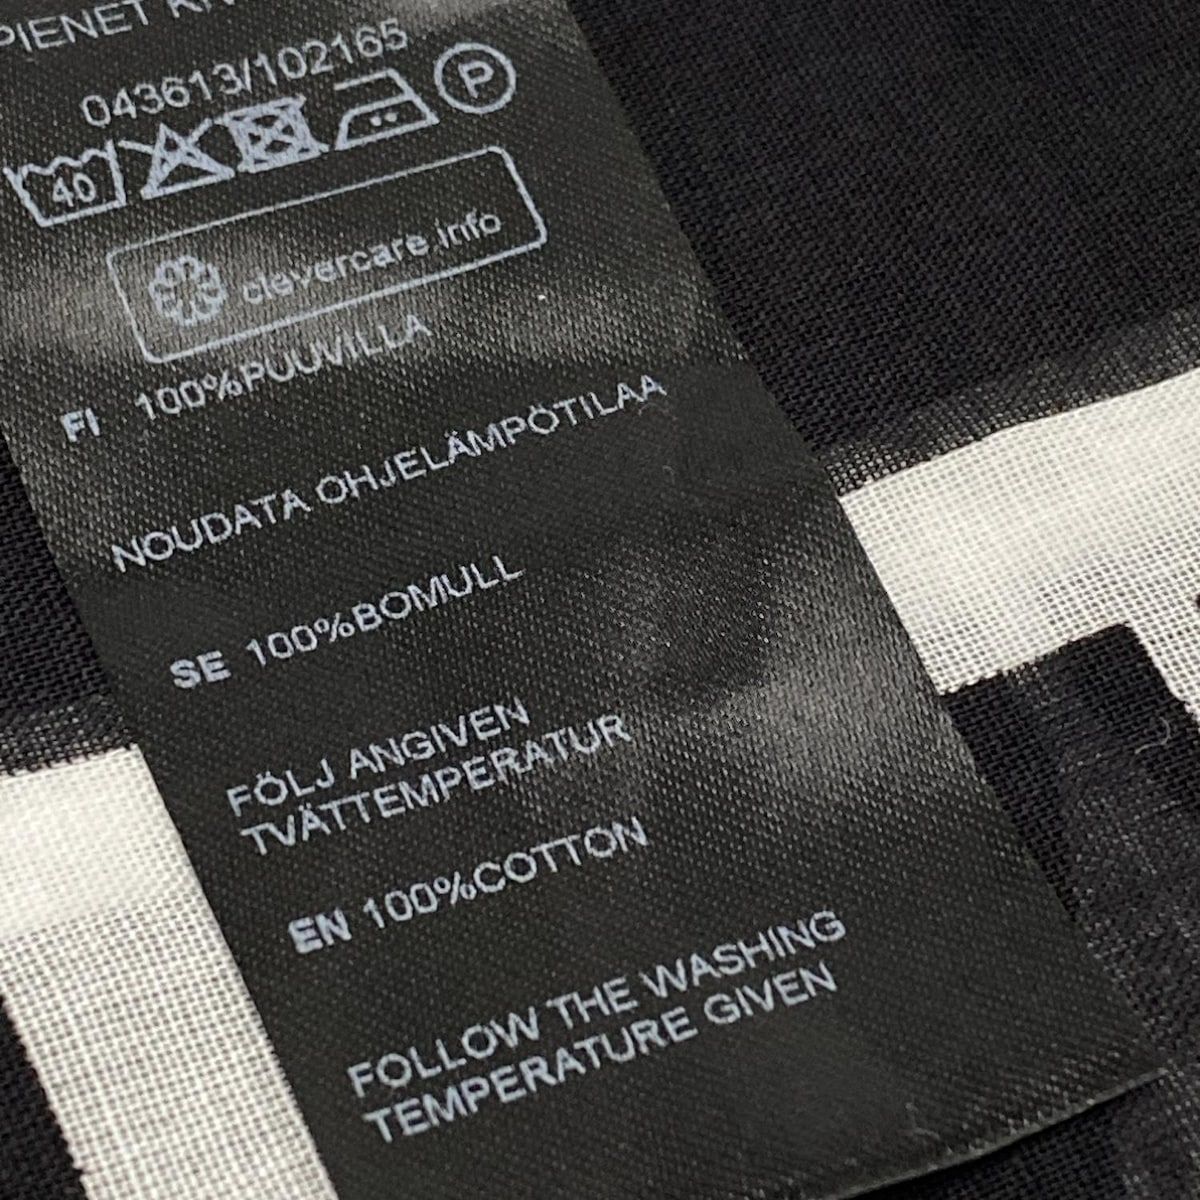 PIENET
043613/102165
40 P
clevercare.info
FI 100%PUUVILLA
NOUDATA OHJELÄMPÖTILAA
SE 100%BOMULL
FÖLJ ANGIVEN
TVÄTTEMPERATUR
EN 100%COTTON
FOLLOW THE WASHING
TEMPERATURE GIVEN